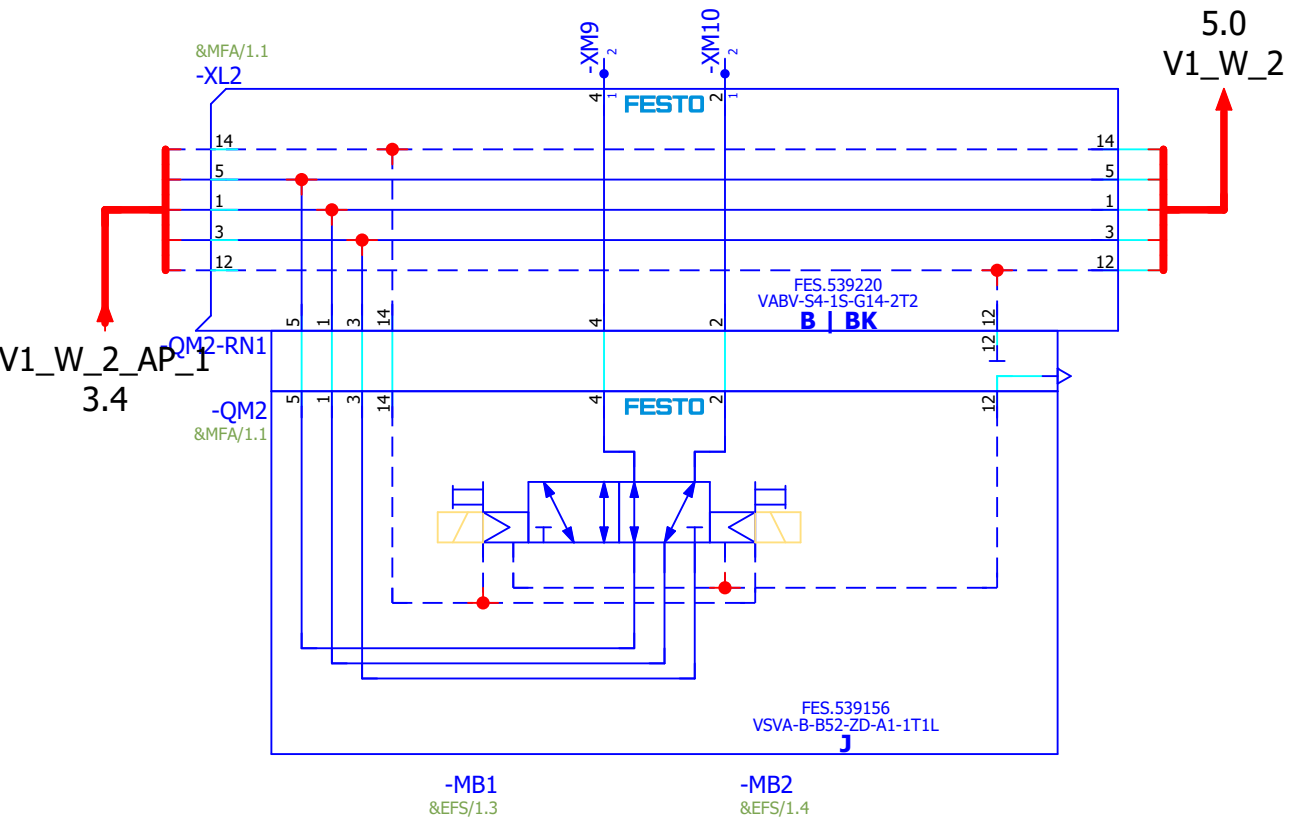 5.0
V1_W_2
-XM9
2
-XM10
2
&MFA/1.1
-XL2
4
1
FESTO
2
1
14
14
5
5
1
1
3
3
12
12
FES.539220
VABV-S4-1S-G14-2T2
B | BK
5
1
3
14
4
2
12
12
-QM2-RN1
V1_W_2_AP_1
3.4
-QM2
&MFA/1.1
5
1
3
14
4
FESTO
2
12
FES.539156
VSVA-B-B52-ZD-A1-1T1L
J
-MB1
&EFS/1.3
-MB2
&EFS/1.4